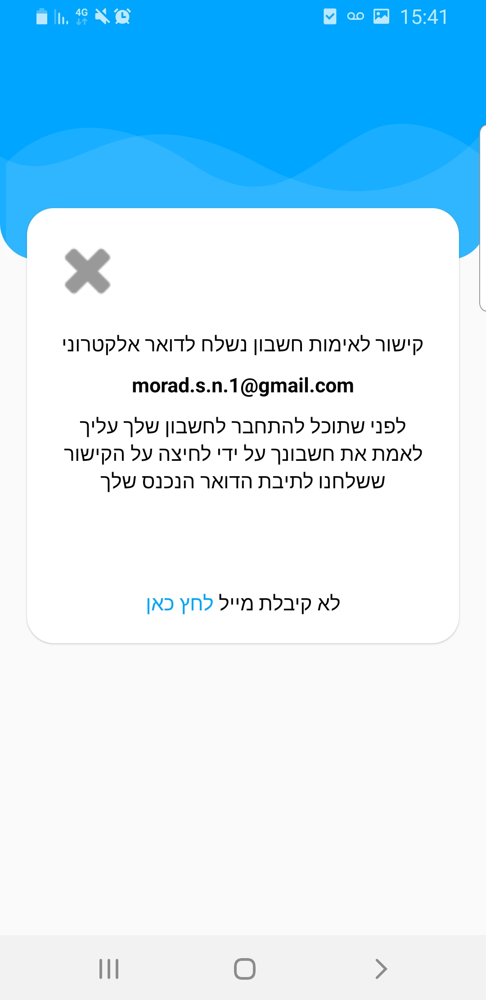 4G
15:41
קישור לאימות חשבון נשלח לדואר אלקטרוני
morad.s.n.1@gmail.com
לפני שתוכל להתחבר לחשבון שלך עליך
לאמת את חשבונך על ידי לחיצה על הקישור
ששלחנו לתיבת הדואר הנכנס שלך
לא קיבלת מייל לחץ כאן